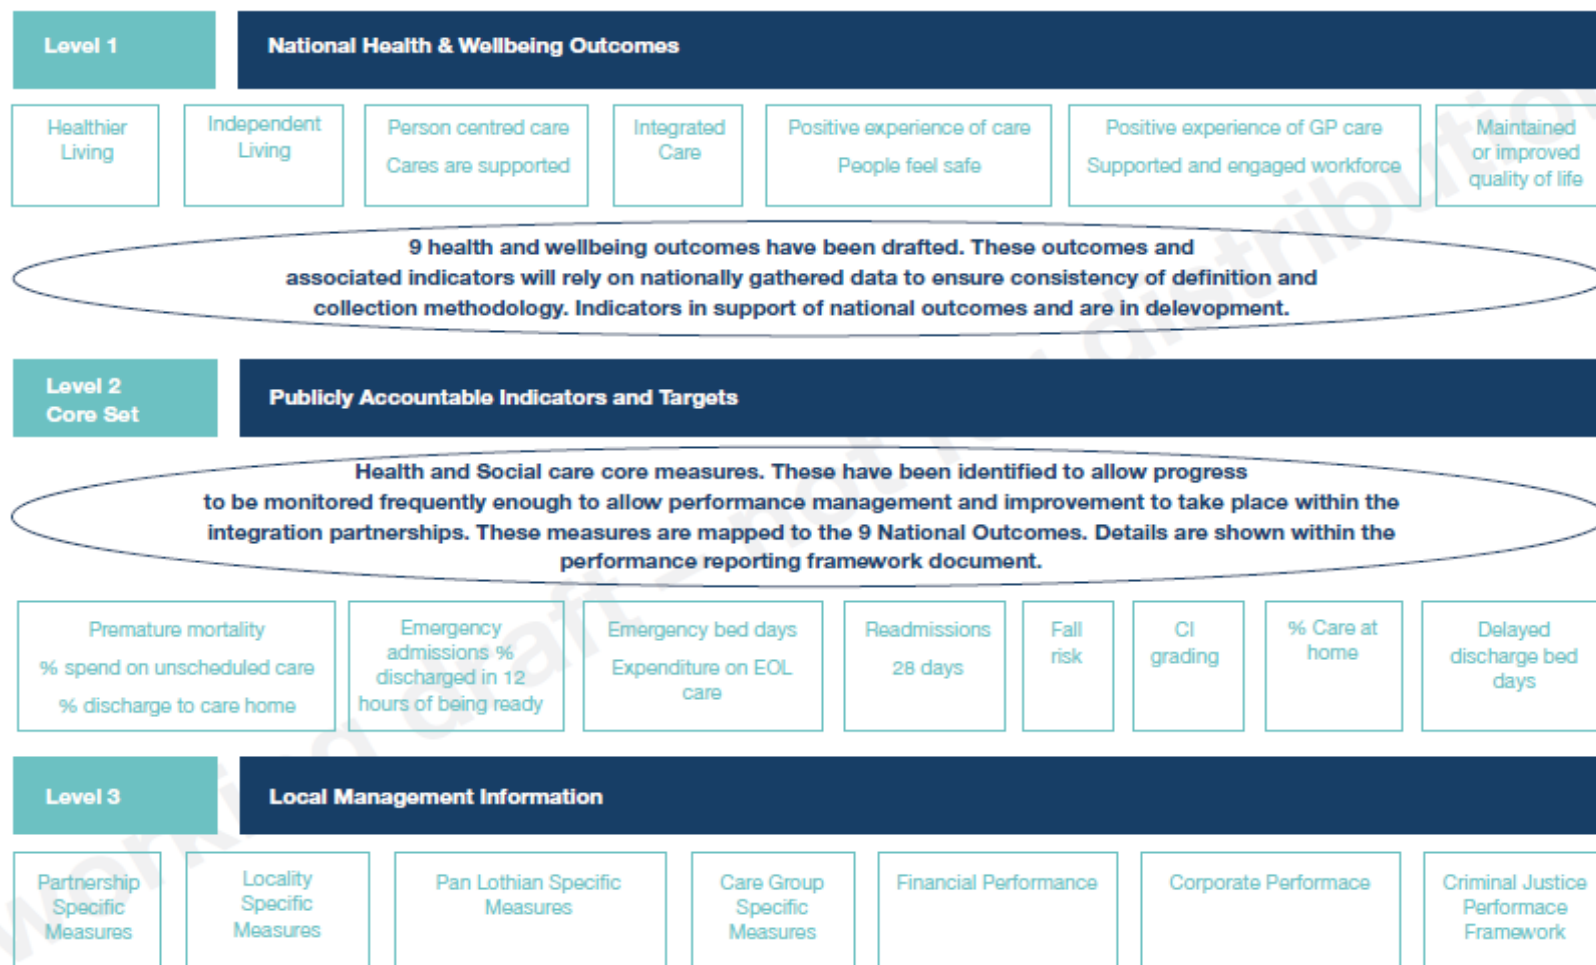 Level 1
National Health & Wellbeing Outcomes
Healthier
Living
Independent
Living
Person centred care
Cares are supported
Integrated
Care
Positive experience of care
People feel safe
Positive experience of GP care
Supported and engaged workforce
Maintained
or improved
quality of life
9 health and wellbeing outcomes have been drafted. These outcomes and
associated indicators will rely on nationally gathered data to ensure consistency of definition and
collection methodology. Indicators in support of national outcomes and are in delevopment.
Level 2
Core Set
Publicly Accountable Indicators and Targets
Health and Social care core measures. These have been identified to allow progress
to be monitored frequently enough to allow performance management and improvement to take place within the
integration partnerships. These measures are mapped to the 9 National Outcomes. Details are shown within the
performance reporting framework document.
Premature mortality
% spend on unscheduled care
% discharge to care home
Emergency
admissions %
discharged in 12
hours of being ready
Emergency bed days
Expenditure on EOL
care
Readmissions
28 days
Fall
risk
CI
grading
% Care at
home
Delayed
discharge bed
days
Level 3
Local Management Information
Partnership
Specific
Measures
Locality
Specific
Measures
Pan Lothian Specific
Measures
Care Group
Specific
Measures
Financial Performance
Corporate Performace
Criminal Justice
Performace
Framework
working draft – not for distribution